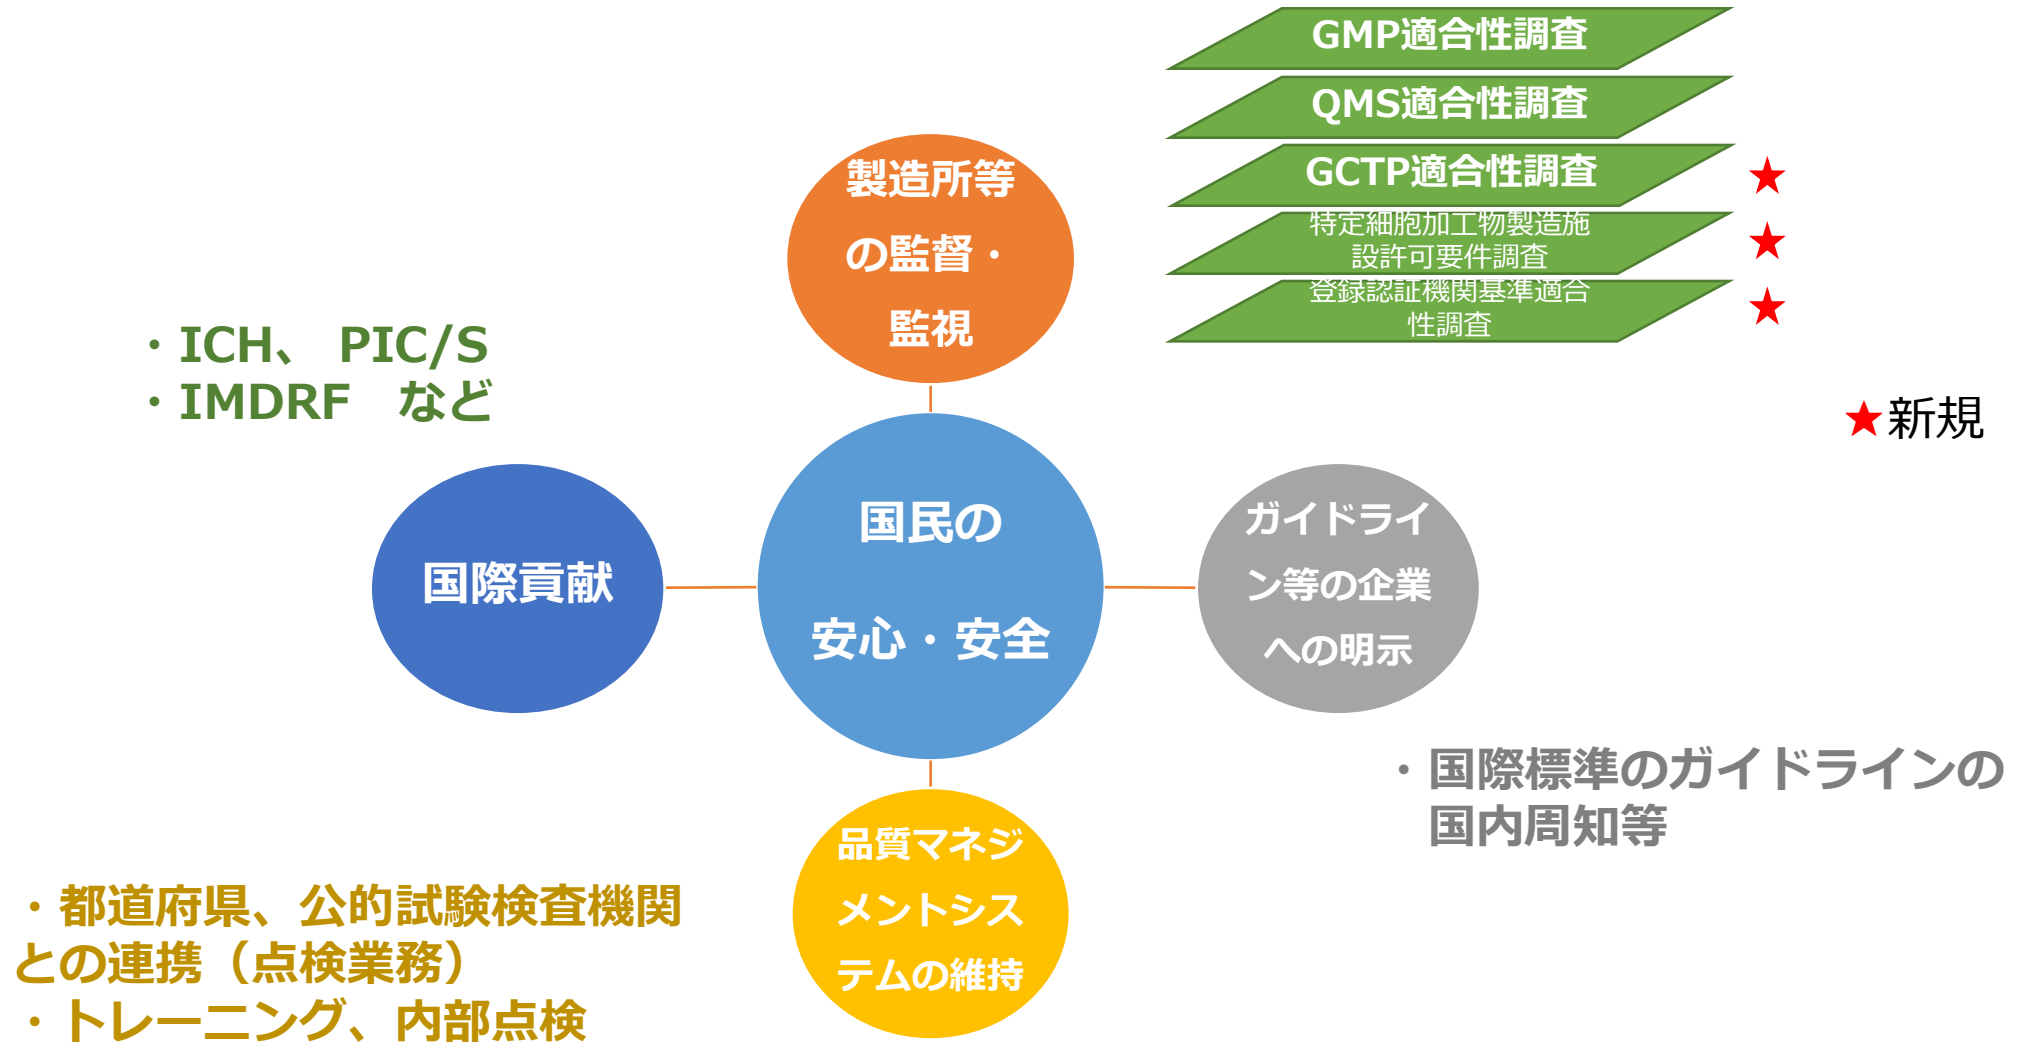 GMP適合性調査
QMS適合性調査
GCTP適合性調査
★
特定細胞加工物製造施
設許可要件調査
★
登録認証機関基準適合
性調査
★
★新規
製造所等
の監督・
監視
・ICH、 PIC/S
・IMDRF　など
国際貢献
国民の
安心・安全
ガイドライ
ン等の企業
への明示
・国際標準のガイドラインの
国内周知等
品質マネジ
メントシス
テムの維持
・都道府県、公的試験検査機関
との連携（点検業務）
・トレーニング、内部点検